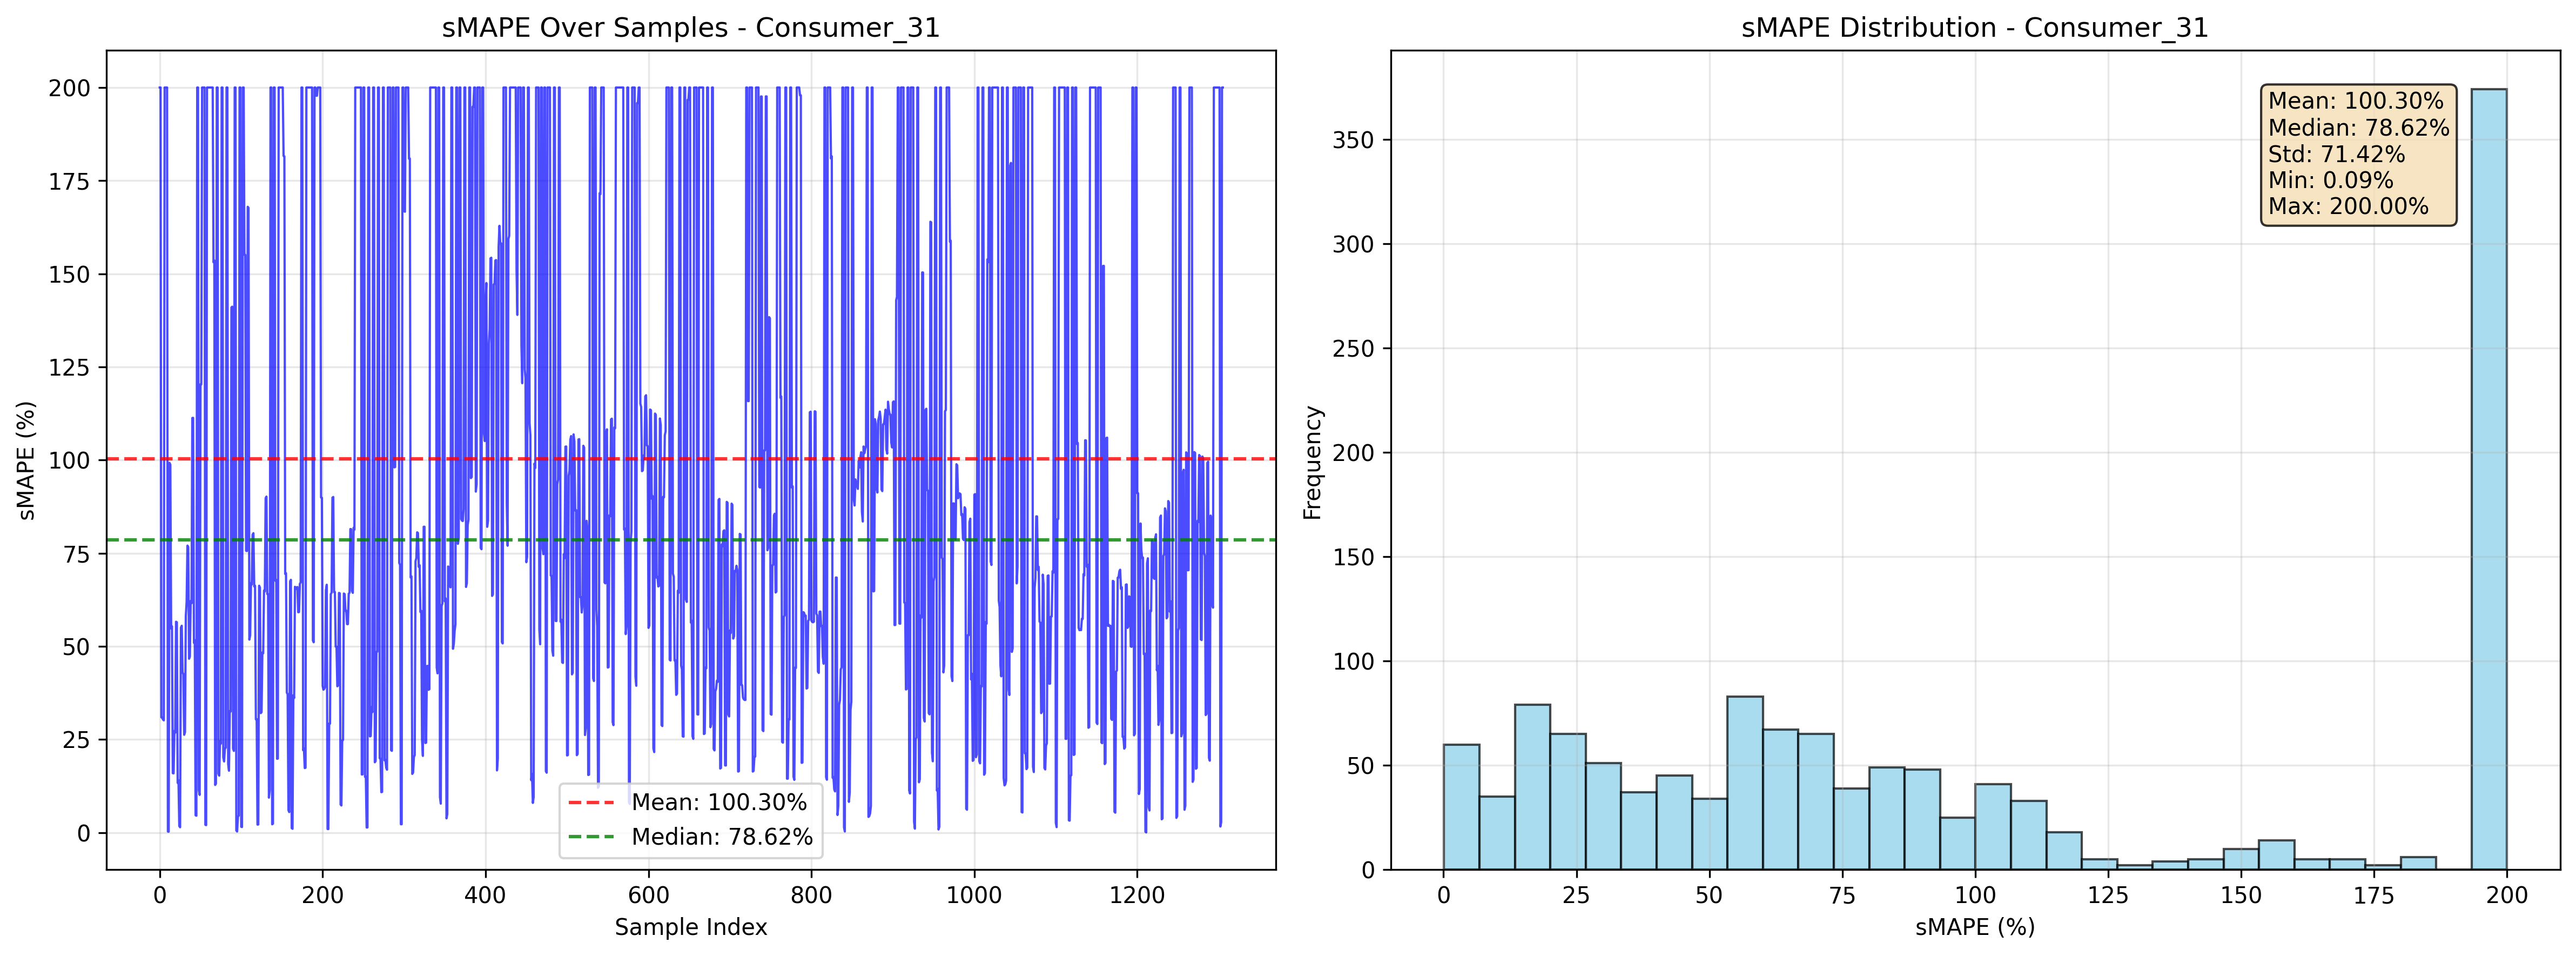 sMAPE Over Samples - Consumer_31
sMAPE (%)
200
175
150
125
100
75
50
25
0
Mean: 100.30%
Median: 78.62%
0 200 400 600 800 1000 1200
Sample Index
sMAPE Distribution - Consumer_31
Frequency
350
300
250
200
150
100
50
0
Mean: 100.30%
Median: 78.62%
Std: 71.42%
Min: 0.09%
Max: 200.00%
0 25 50 75 100 125 150 175 200
sMAPE (%)